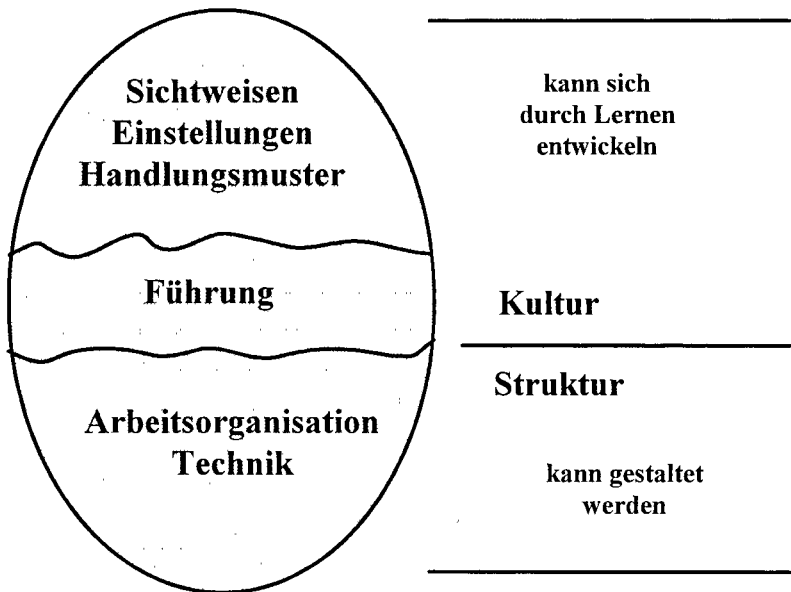 Sichtweisen
Einstellungen
Handlungsmuster
Führung
Arbeitsorganisation
Technik
kann sich
durch Lernen
entwickeln
Kultur
Struktur
kann gestaltet
werden